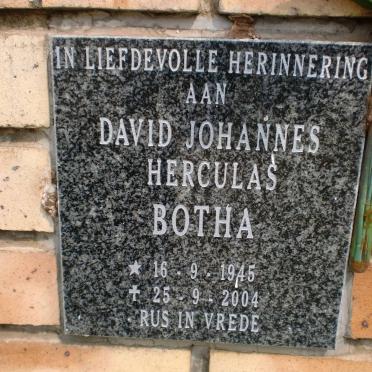 IN LIEFDEVOLLE HERINNERING
AAN
DAVID JOHANNES
HERCULAS
BOTHA
★ 16 - 9 - 1945
✝ 25 - 9 - 2004
RUS IN VREDE